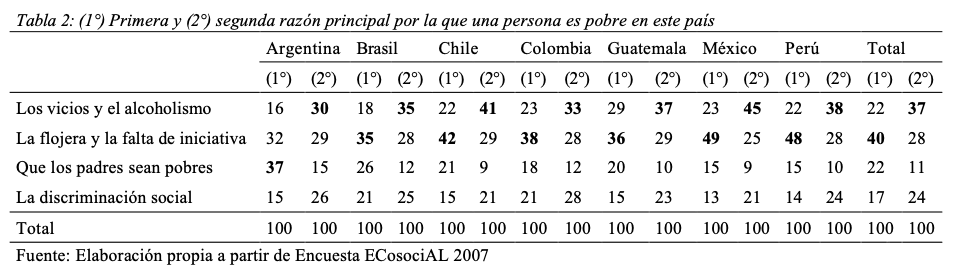 Tabla 2: (1°) Primera y (2°) segunda razón principal por la que una persona es pobre en este país
Argentina Brasil Chile Colombia Guatemala México Perú Total
(1°) (2°) (1°) (2°) (1°) (2°) (1°) (2°) (1°) (2°) (1°) (2°) (1°) (2°) (1°) (2°)
Los vicios y el alcoholismo 16 30 18 35 22 41 23 33 29 37 23 45 22 38 22 37
La flojera y la falta de iniciativa 32 29 35 28 42 29 38 28 36 29 49 25 48 28 40 28
Que los padres sean pobres 37 15 26 12 21 9 18 12 20 10 15 9 15 10 22 11
La discriminación social 15 26 21 25 15 21 21 28 15 23 13 21 14 24 17 24
Total 100 100 100 100 100 100 100 100 100 100 100 100 100 100 100 100
Fuente: Elaboración propia a partir de Encuesta ECosociAL 2007